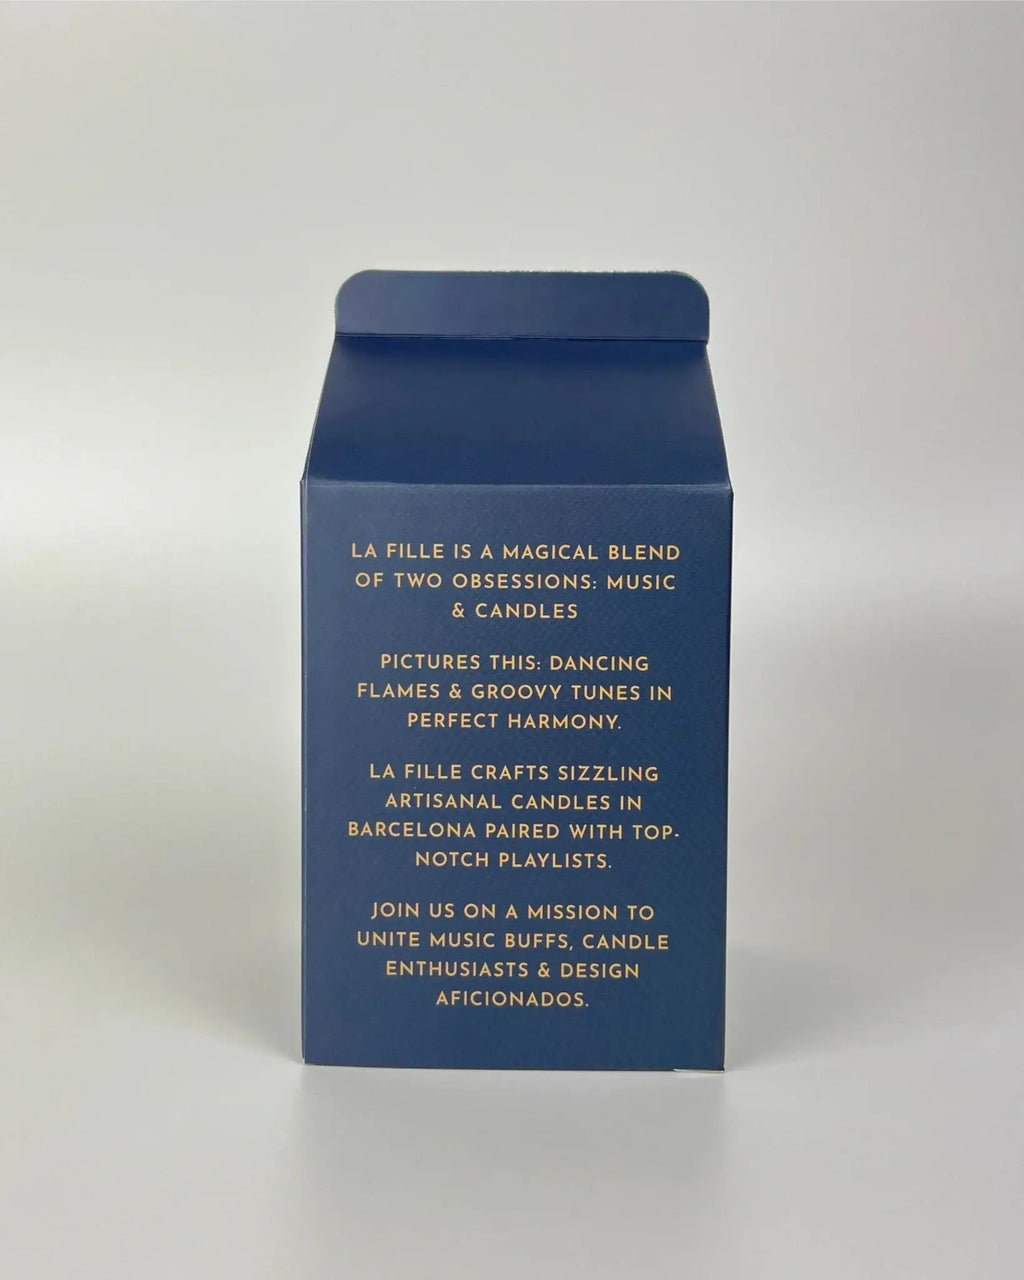 LA FILLE IS A MAGICAL BLEND
OF TWO OBSESSIONS: MUSIC
& CANDLES
PICTURES THIS: DANCING
FLAMES & GROOVY TUNES IN
PERFECT HARMONY.
LA FILLE CRAFTS SIZZLING
ARTISANAL CANDLES IN
BARCELONA PAIRED WITH TOP-
NOTCH PLAYLISTS.
JOIN US ON A MISSION TO
UNITE MUSIC BUFFS, CANDLE
ENTHUSIASTS & DESIGN
AFICIONADOS.